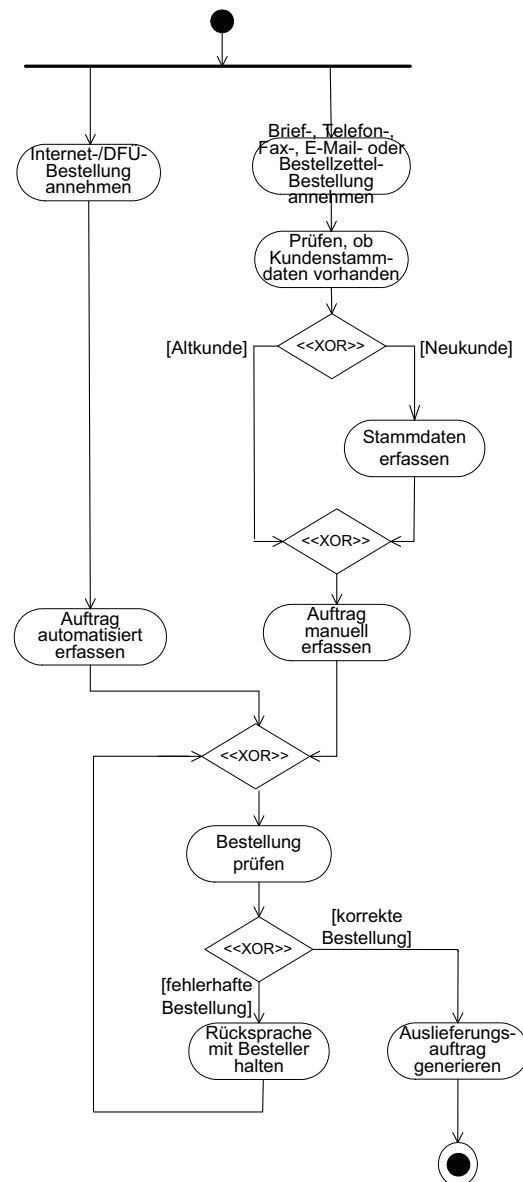 Internet-/DFÜ-
Bestellung
annehmen
Brief-, Telefon-,
Fax-, E-Mail- oder
Bestellzettel-
Bestellung
annehmen
Prüfen, ob
Kundenstamm-
daten vorhanden
[Altkunde]
<<XOR>>
[Neukunde]
Stammdaten
erfassen
<<XOR>>
Auftrag
automatisiert
erfassen
Auftrag
manuell
erfassen
<<XOR>>
Bestellung
prüfen
<<XOR>>
[korrekte
Bestellung]
[fehlerhafte
Bestellung]
Rücksprache
mit Besteller
halten
Auslieferungs-
auftrag
generieren